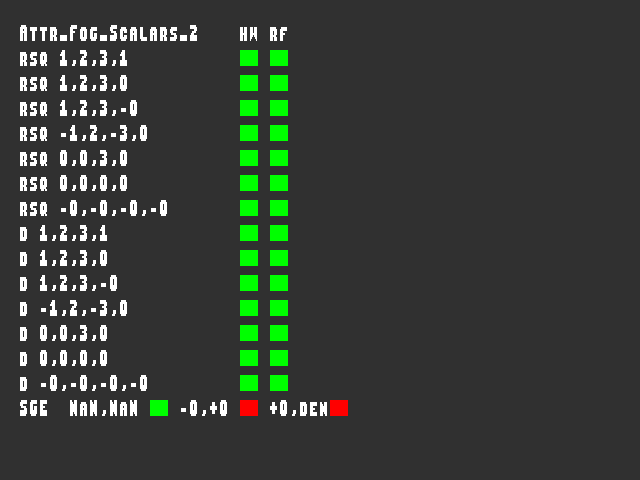 Attr_Fog_Scalars_2 HW RF
RSQ 1,2,3,1
RSQ 1,2,3,0
RSQ 1,2,3,-0
RSQ -1,2,-3,0
RSQ 0,0,3,0
RSQ 0,0,0,0
RSQ -0,-0,-0,-0
D 1,2,3,1
D 1,2,3,0
D 1,2,3,-0
D -1,2,-3,0
D 0,0,3,0
D 0,0,0,0
D -0,-0,-0,-0
SGE NaN,NaN -0,+0 +0,Den